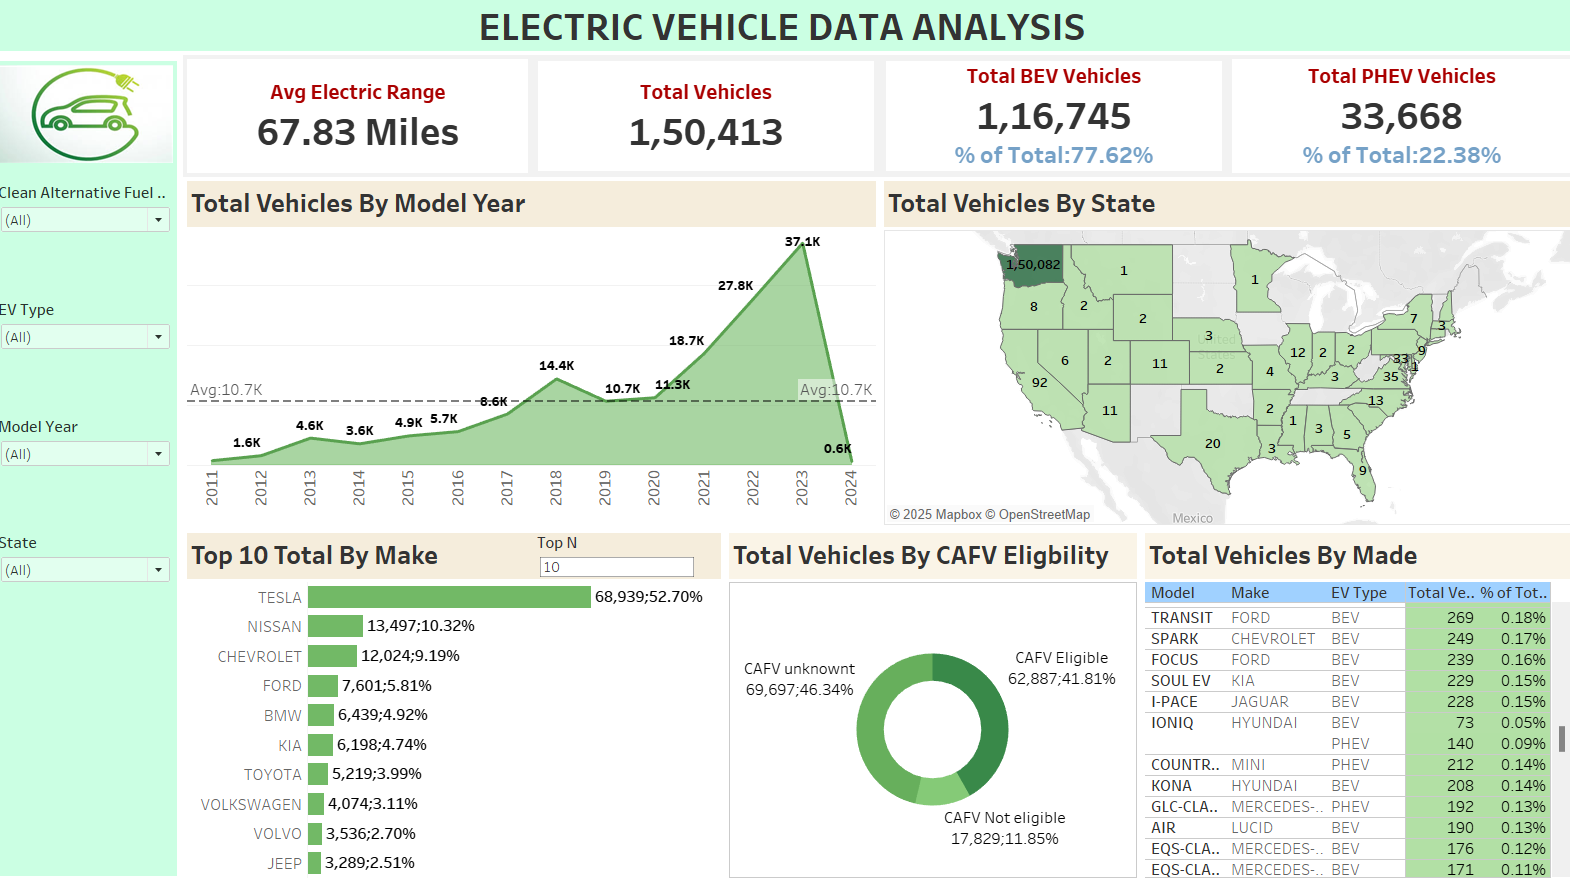 ELECTRIC VEHICLE DATA ANALYSIS
Avg Electric Range
67.83 Miles
Total Vehicles
1,50,413
Total BEV Vehicles
1,16,745
% of Total:77.62%
Total PHEV Vehicles
33,668
% of Total:22.38%
Clean Alternative Fuel ..
(All)
EV Type
(All)
Model Year
(All)
State
(All)
Total Vehicles By Model Year
37.1K
27.8K
18.7K
14.4K
10.7K
11.3K
Avg:10.7K
Avg:10.7K
8.6K
1.6K
4.6K
3.6K
4.9K
5.7K
0.6K
2011
2012
2013
2014
2015
2016
2017
2018
2019
2020
2021
2022
2023
2024
Total Vehicles By State
1,50,082
1
1
8
2
2
3
7
3
6
2
11
2
12
2
2
9
33
1
92
4
3
35
11
2
13
20
1
3
5
3
9
United States
Mexico
© 2025 Mapbox © OpenStreetMap
Top 10 Total By Make
Top N
10
TESLA 68,939;52.70%
NISSAN 13,497;10.32%
CHEVROLET 12,024;9.19%
FORD 7,601;5.81%
BMW 6,439;4.92%
KIA 6,198;4.74%
TOYOTA 5,219;3.99%
VOLKSWAGEN 4,074;3.11%
VOLVO 3,536;2.70%
JEEP 3,289;2.51%
Total Vehicles By CAFV Eligbility
CAFV unknownt
69,697;46.34%
CAFV Eligible
62,887;41.81%
CAFV Not eligible
17,829;11.85%
Total Vehicles By Made
Model Make EV Type Total Ve.. % of Tot..
TRANSIT FORD BEV 269 0.18%
SPARK CHEVROLET BEV 249 0.17%
FOCUS FORD BEV 239 0.16%
SOUL EV KIA BEV 229 0.15%
I-PACE JAGUAR BEV 228 0.15%
IONIQ HYUNDAI BEV 73 0.05%
PHEV 140 0.09%
COUNTR.. MINI PHEV 212 0.14%
KONA HYUNDAI BEV 208 0.14%
GLC-CLA.. MERCEDES-.. PHEV 192 0.13%
AIR LUCID BEV 190 0.13%
EQS-CLA.. MERCEDES-.. BEV 176 0.12%
EQS-CLA.. MERCEDES-.. BEV 171 0.11%